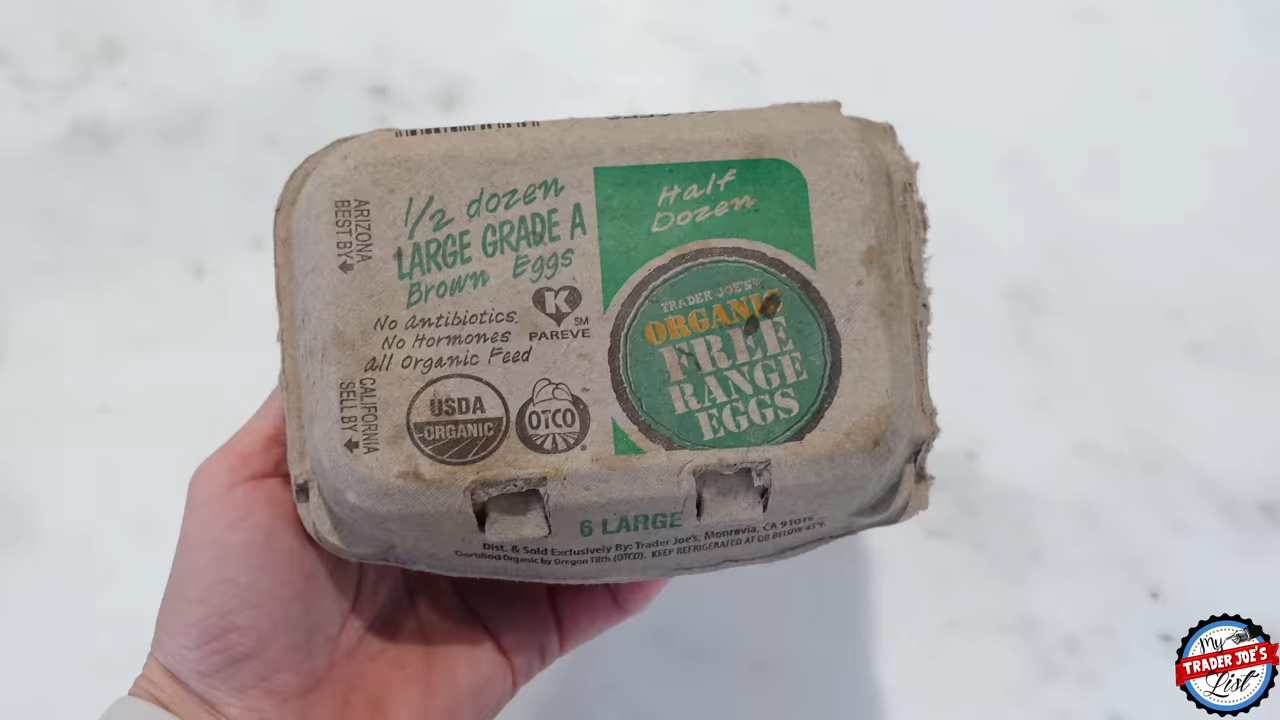 ARIZONA
BEST BY
CALIFORNIA
SELL BY
1/2 dozen
LARGE GRADE A
Brown Eggs
No Antibiotics
No Hormones
All Organic Feed
K
SM
PAREVE
USDA
ORGANIC
OTCO
Half
Dozen
TRADER JOE'S®
ORGANIC
FREE
RANGE
EGGS
6 LARGE
Dist. & Sold Exclusively By: Trader Joe's, Monrovia, CA 91016
Certified Organic by Oregon Tilth (OTCO). KEEP REFRIGERATED AT OR BELOW 45°F.
My
TRADER JOE'S
List